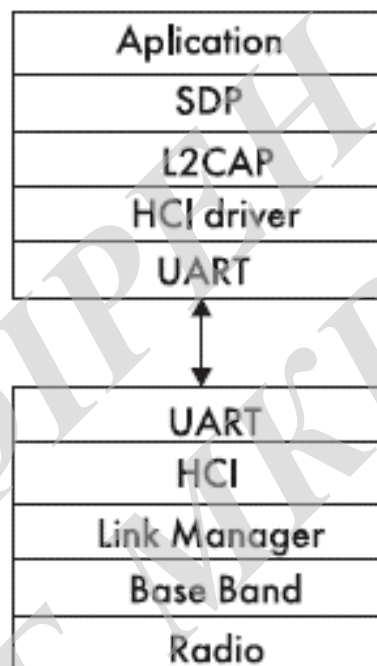 Aplication
SDP
L2CAP
HCI driver
UART
UART
HCI
Link Manager
Base Band
Radio